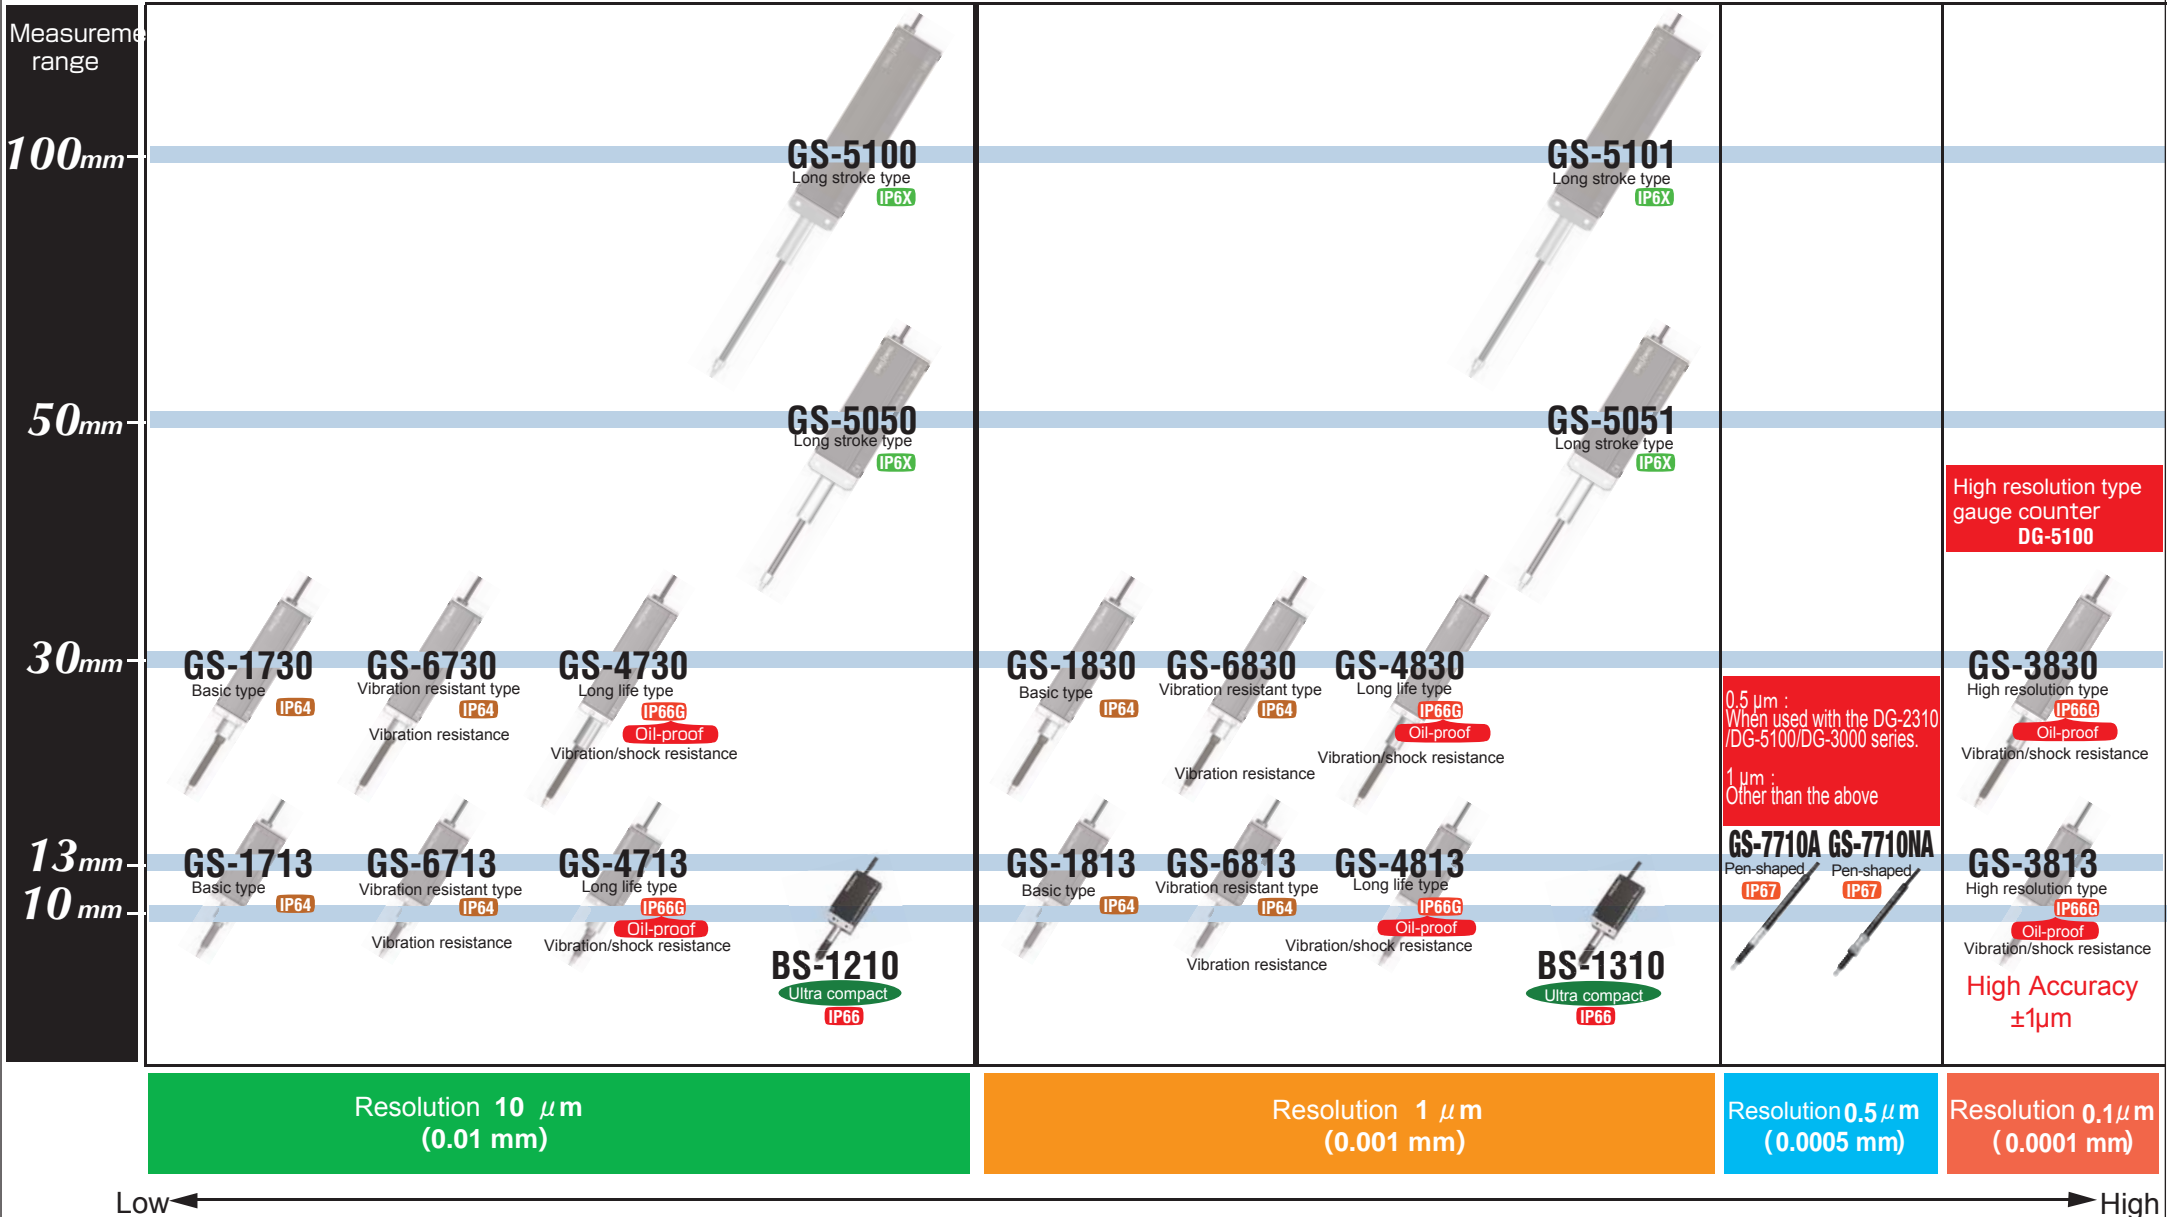 Measureme
range
100mm
GS-5100
Long stroke type
IP6X
GS-5101
Long stroke type
IP6X
50mm
GS-5050
Long stroke type
IP6X
GS-5051
Long stroke type
IP6X
High resolution type
gauge counter
DG-5100
30mm
GS-1730
Basic type
IP64
GS-6730
Vibration resistant type
IP64
Vibration resistance
GS-4730
Long life type
IP66G
Oil-proof
Vibration/shock resistance
GS-1830
Basic type
IP64
GS-6830
Vibration resistant type
IP64
Vibration resistance
GS-4830
Long life type
IP66G
Oil-proof
Vibration/shock resistance
0.5 μm :
When used with the DG-2310
/DG-5100/DG-3000 series.
1 μm :
Other than the above
GS-3830
High resolution type
IP66G
Oil-proof
Vibration/shock resistance
13mm
10mm
GS-1713
Basic type
IP64
GS-6713
Vibration resistant type
IP64
Vibration resistance
GS-4713
Long life type
IP66G
Oil-proof
Vibration/shock resistance
BS-1210
Ultra compact
IP66
GS-1813
Basic type
IP64
GS-6813
Vibration resistant type
IP64
Vibration resistance
GS-4813
Long life type
IP66G
Oil-proof
Vibration/shock resistance
BS-1310
Ultra compact
IP66
GS-7710A
Pen-shaped
IP67
GS-7710NA
Pen-shaped
IP67
GS-3813
High resolution type
IP66G
Oil-proof
Vibration/shock resistance
High Accuracy
±1μm
Resolution 10 μm
(0.01 mm)
Resolution 1 μm
(0.001 mm)
Resolution 0.5μm
(0.0005 mm)
Resolution 0.1μm
(0.0001 mm)
Low
High